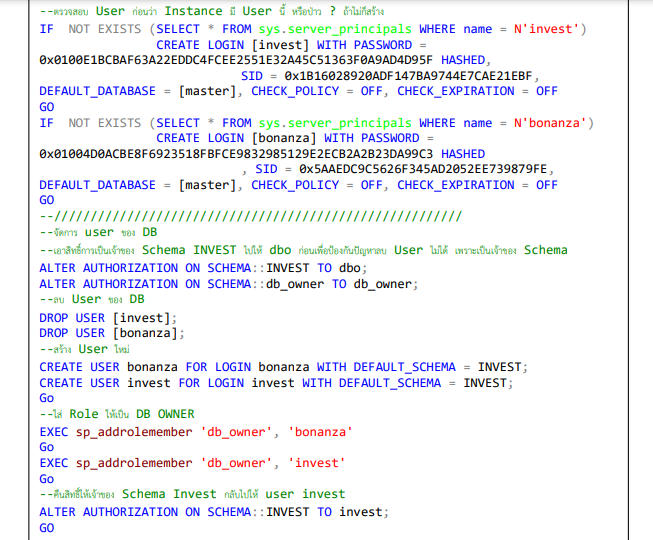 --ตรวจสอบ User ก่อนว่า Instance มี User นี้ หรือป่าว ? ถ้าไม่ก็สร้าง
IF  NOT EXISTS (SELECT * FROM sys.server_principals WHERE name = N'invest')
CREATE LOGIN [invest] WITH PASSWORD =
0x0100E1BCBAF63A22EDDC4FCEE2551E32A45C51363F0A9AD4D95F HASHED,
SID = 0x1B16028920ADF147BA9744E7CAE21EBF,
DEFAULT_DATABASE = [master], CHECK_POLICY = OFF, CHECK_EXPIRATION = OFF
GO
IF  NOT EXISTS (SELECT * FROM sys.server_principals WHERE name = N'bonanza')
CREATE LOGIN [bonanza] WITH PASSWORD =
0x01004D0ACBE8F6923518FBFCE9832985129E2ECB2A2B23DA99C3 HASHED
, SID = 0x5AAEDC9C5626F345AD2052EE739879FE,
DEFAULT_DATABASE = [master], CHECK_POLICY = OFF, CHECK_EXPIRATION = OFF
GO
--////////////////////////////////////////////////////////
--จัดการ user ของ DB
--เอาสิทธิ์การเป็นเจ้าของ Schema INVEST ไปให้ dbo ก่อนเพื่อป้องกันปัญหาลบ User ไม่ได้ เพราะเป็นเจ้าของ Schema
ALTER AUTHORIZATION ON SCHEMA::INVEST TO dbo;
ALTER AUTHORIZATION ON SCHEMA::db_owner TO db_owner;
--ลบ User ของ DB
DROP USER [invest];
DROP USER [bonanza];
--สร้าง User ใหม่
CREATE USER bonanza FOR LOGIN bonanza WITH DEFAULT_SCHEMA = INVEST;
CREATE USER invest FOR LOGIN invest WITH DEFAULT_SCHEMA = INVEST;
Go
--ใส่ Role ให้เป็น DB OWNER
EXEC sp_addrolemember 'db_owner', 'bonanza'
Go
EXEC sp_addrolemember 'db_owner', 'invest'
Go
--คืนสิทธิ์ให้เจ้าของ Schema Invest กลับไปให้ user invest
ALTER AUTHORIZATION ON SCHEMA::INVEST TO invest;
GO